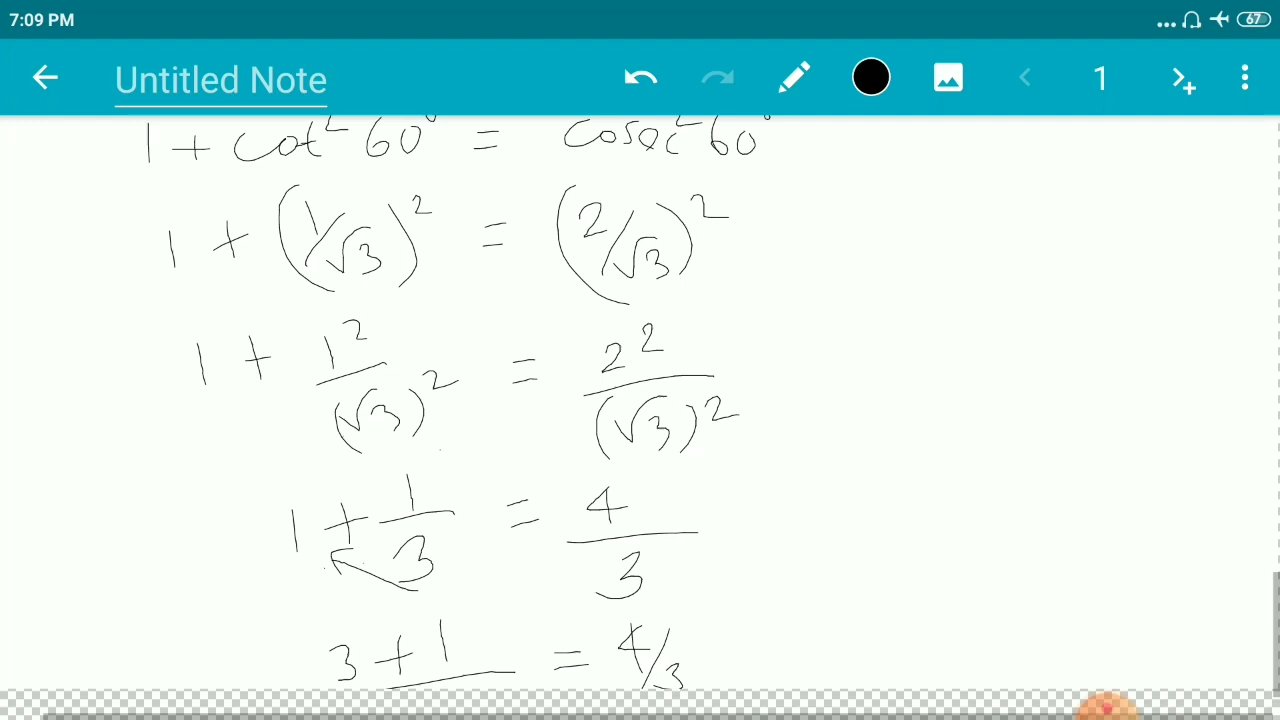 7:09 PM
67
Untitled Note
1
1 + cot² 60° = cosec² 60°
1 + (1/√3)² = (2/√3)²
1 + 1²/(√3)² = 2²/(√3)²
1 + 1/3 = 4/3
3 + 1 = 4/3